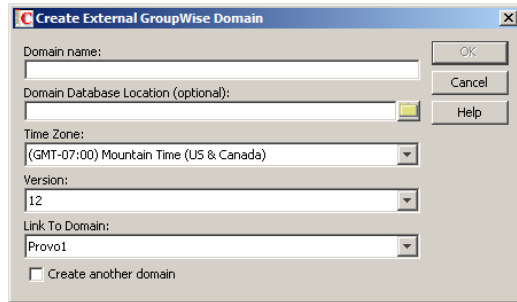 Create External GroupWise Domain
Domain name:
OK
Domain Database Location (optional):
Cancel
Help
Time Zone:
(GMT-07:00) Mountain Time (US & Canada)
Version:
12
Link To Domain:
Provo1
Create another domain